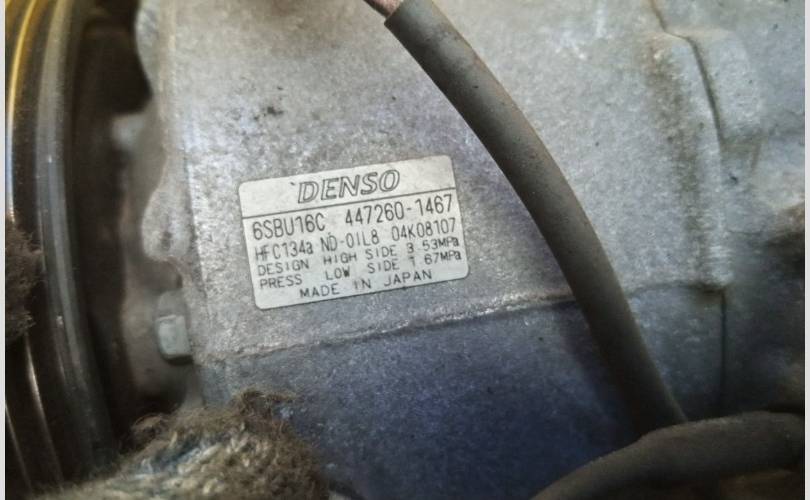 DENSO
6SBU16C 447260-1467
HFC134a ND-OIL8 04K08107
DESIGN HIGH SIDE 3.53MPa
PRESS LOW SIDE 1.67MPa
MADE IN JAPAN